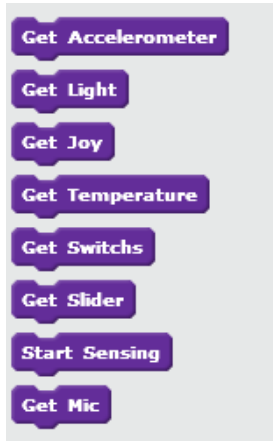 Get Accelerometer
Get Light
Get Joy
Get Temperature
Get Switchs
Get Slider
Start Sensing
Get Mic